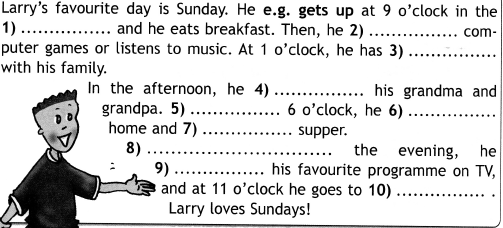 Larry's favourite day is Sunday. He e.g. gets up at 9 o'clock in the
1) ................ and he eats breakfast. Then, he 2) ................ com-
puter games or listens to music. At 1 o'clock, he has 3) ................
with his family.
In the afternoon, he 4) ................ his grandma and
grandpa. 5) ................ 6 o'clock, he 6) ................
home and 7) ................ supper.
8) ................................ the evening, he
9) ................ his favourite programme on TV,
and at 11 o'clock he goes to 10) ................ .
Larry loves Sundays!